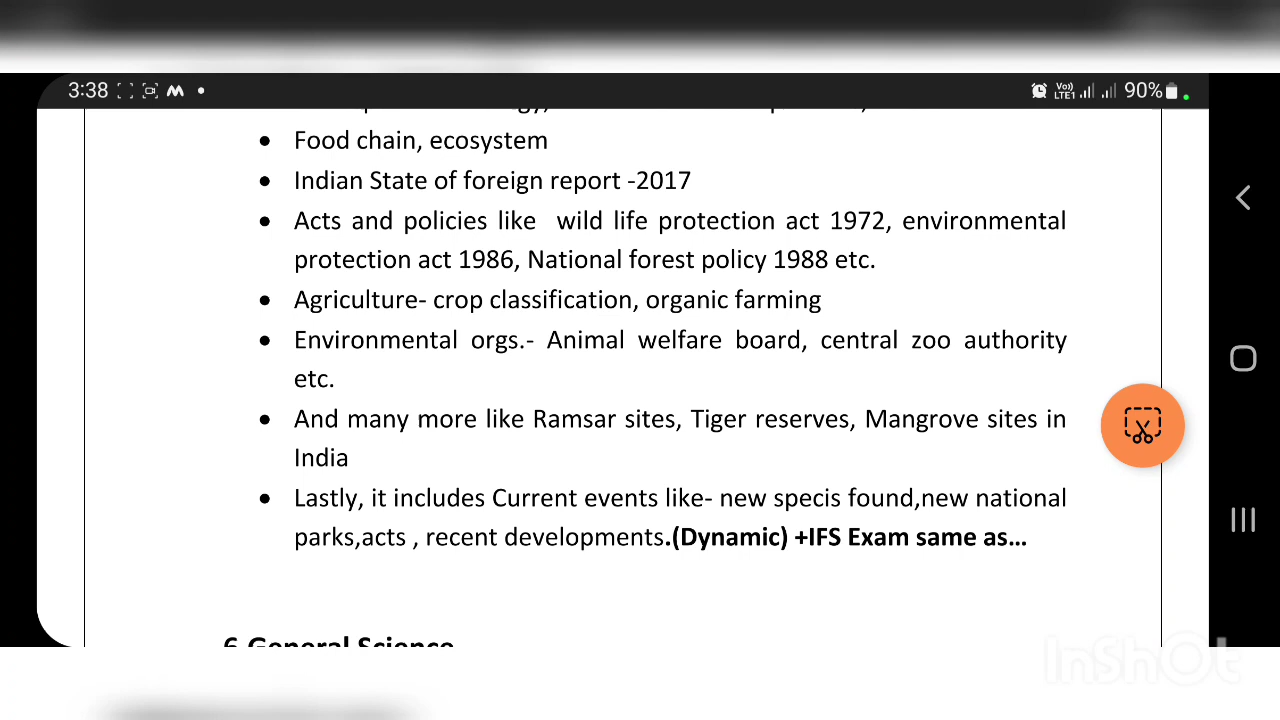 3:38
Vo)) LTE1 90%
• Food chain, ecosystem
• Indian State of foreign report -2017
• Acts and policies like wild life protection act 1972, environmental
protection act 1986, National forest policy 1988 etc.
• Agriculture- crop classification, organic farming
• Environmental orgs.- Animal welfare board, central zoo authority
etc.
• And many more like Ramsar sites, Tiger reserves, Mangrove sites in
India
• Lastly, it includes Current events like- new specis found,new national
parks,acts , recent developments.(Dynamic) +IFS Exam same as...
6 General Science
InShOt